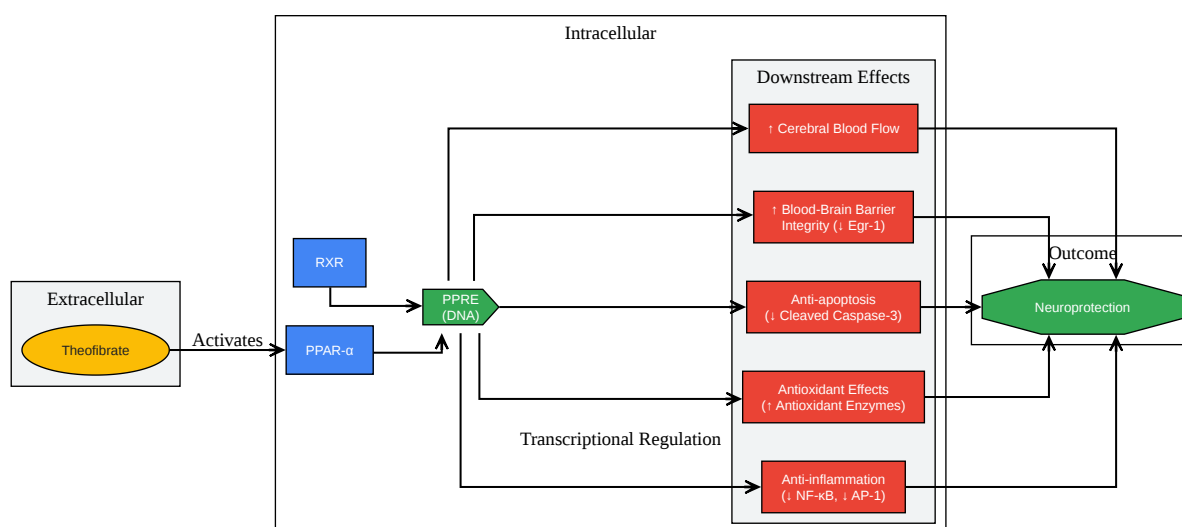 Intracellular
Downstream Effects
↑ Cerebral Blood Flow
↑ Blood-Brain Barrier
Integrity (↓ Egr-1)
RXR
Outcome
Extracellular
PPRE
(DNA)
Anti-apoptosis
(↓ Cleaved Caspase-3)
Neuroprotection
Theofibrate
Activates
PPAR-α
Antioxidant Effects
(↑ Antioxidant Enzymes)
Transcriptional Regulation
Anti-inflammation
(↓ NF-κB, ↓ AP-1)